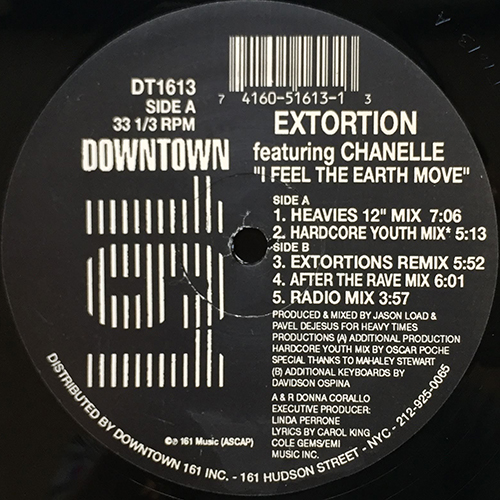 DT1613
SIDE A
33 1/3 RPM
7 4160-51613-1 3
DOWNTOWN
161
EXTORTION
featuring CHANELLE
"I FEEL THE EARTH MOVE"
SIDE A
1. HEAVIES 12" MIX 7:06
2. HARDCORE YOUTH MIX* 5:13
SIDE B
3. EXTORTIONS REMIX 5:52
4. AFTER THE RAVE MIX 6:01
5. RADIO MIX 3:57
PRODUCED & MIXED BY JASON LOAD &
PAVEL DEJESUS FOR HEAVY TIMES
PRODUCTIONS (A) ADDITIONAL PRODUCTION
HARDCORE YOUTH MIX BY OSCAR POCHE
SPECIAL THANKS TO MAHALEY STEWART
(B) ADDITIONAL KEYBOARDS BY
DAVIDSON OSPINA
A & R DONNA CORALLO
EXECUTIVE PRODUCER:
LINDA PERRONE
LYRICS BY CAROL KING
COLE GEMS/EMI
MUSIC INC.
©℗ 161 Music (ASCAP)
DISTRIBUTED BY DOWNTOWN 161 INC. - 161 HUDSON STREET - NYC - 212-925-0065